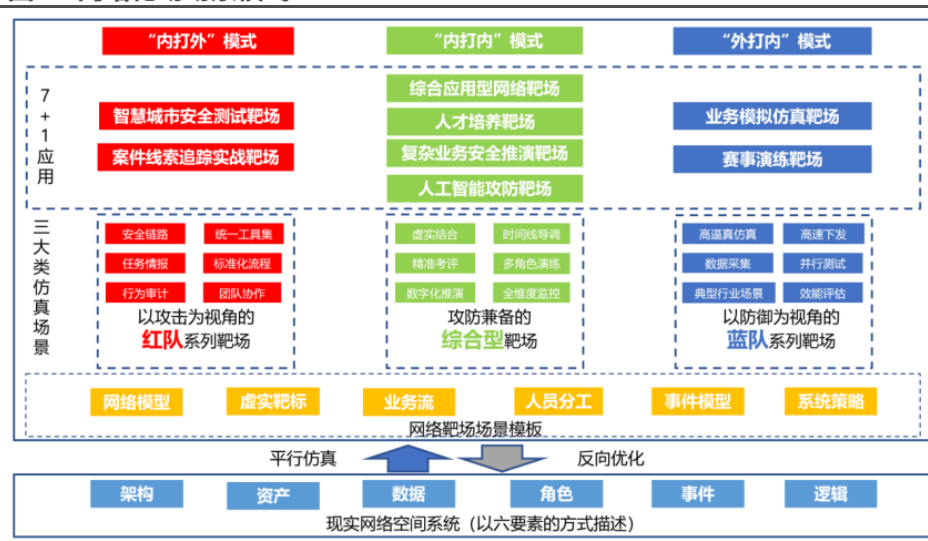 “内打外”模式
“内打内”模式
“外打内”模式
7+1应用
智慧城市安全测试靶场
案件线索追踪实战靶场
综合应用型网络靶场
人才培养靶场
复杂业务安全推演靶场
人工智能攻防靶场
业务模拟仿真靶场
赛事演练靶场
三大类仿真场景
安全链路
统一工具集
任务情报
标准化流程
行为审计
团队协作
以攻击为视角的
红队系列靶场
虚实结合
时间线导调
精准考评
多角色演练
数字化推演
全维度监控
攻防兼备的
综合型靶场
高逼真仿真
高速下发
数据采集
并行测试
典型行业场景
效能评估
以防御为视角的
蓝队系列靶场
网络模型
虚实靶标
业务流
人员分工
事件模型
系统策略
网络靶场场景模板
平行仿真
反向优化
架构
资产
数据
角色
事件
逻辑
现实网络空间系统（以六要素的方式描述）